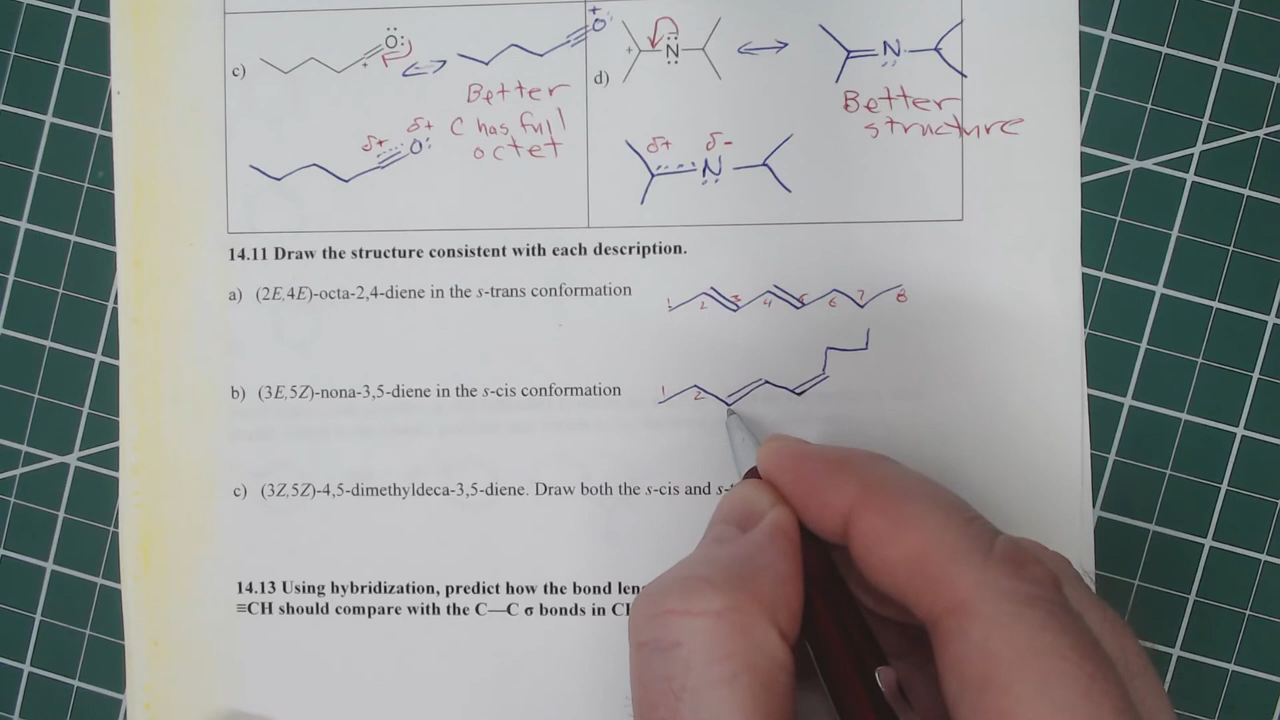 c)
O:
+
+
O:
Better
C has full
octet
δ+
δ+
O:
d)
+
N
N
Better
structure
δ+
δ-
N
14.11 Draw the structure consistent with each description.
a) (2E,4E)-octa-2,4-diene in the s-trans conformation
1 2 3 4 5 6 7 8
b) (3E,5Z)-nona-3,5-diene in the s-cis conformation
1 2
c) (3Z,5Z)-4,5-dimethyldeca-3,5-diene. Draw both the s-cis and
14.13 Using hybridization, predict how the bond
≡CH should compare with the C—C σ bonds in